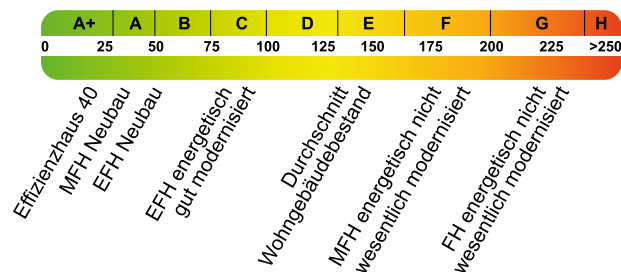 A+ A B C D E F G H
0 25 50 75 100 125 150 175 200 225 >250
Effizienzhaus 40
MFH Neubau
EFH Neubau
EFH energetisch
gut modernisiert
Durchschnitt
Wohngebäudebestand
MFH energetisch nicht
wesentlich modernisiert
FH energetisch nicht
wesentlich modernisiert